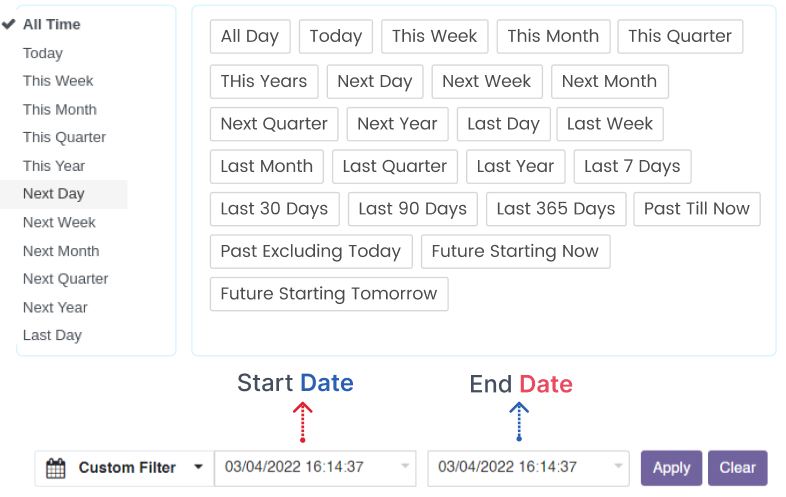 All Time
Today
This Week
This Month
This Quarter
This Year
Next Day
Next Week
Next Month
Next Quarter
Next Year
Last Day
All Day Today This Week This Month This Quarter
THis Years Next Day Next Week Next Month
Next Quarter Next Year Last Day Last Week
Last Month Last Quarter Last Year Last 7 Days
Last 30 Days Last 90 Days Last 365 Days Past Till Now
Past Excluding Today Future Starting Now
Future Starting Tomorrow
Start Date End Date
Custom Filter 03/04/2022 16:14:37 03/04/2022 16:14:37 Apply Clear